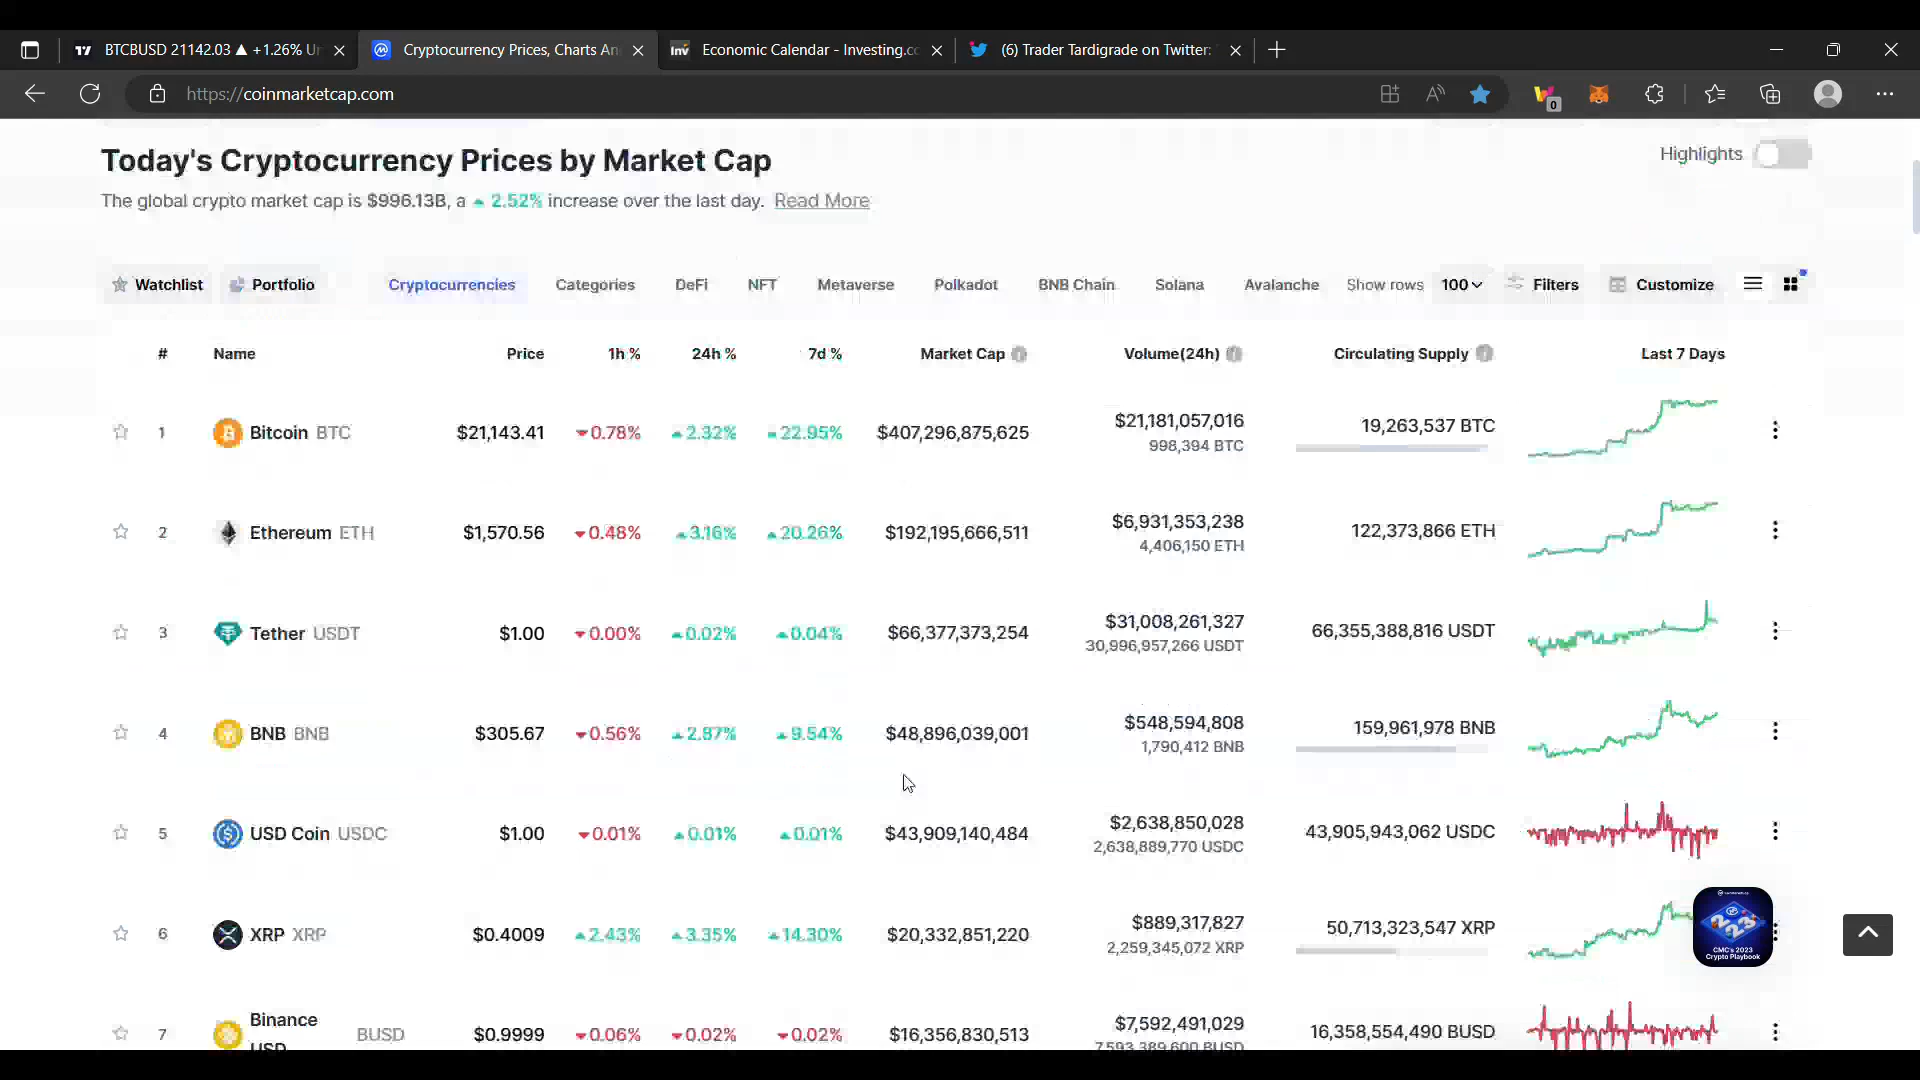 BTCBUSD 21142.03 ▲ +1.26% Un
Cryptocurrency Prices, Charts An
Economic Calendar - Investing.co
(6) Trader Tardigrade on Twitter:
https://coinmarketcap.com
0
Today's Cryptocurrency Prices by Market Cap
Highlights
The global crypto market cap is $996.13B, a ▲ 2.52% increase over the last day. Read More
Watchlist Portfolio Cryptocurrencies Categories DeFi NFT Metaverse Polkadot BNB Chain Solana Avalanche Show rows 100 Filters Customize
# Name Price 1h % 24h % 7d % Market Cap Volume(24h) Circulating Supply Last 7 Days
1 Bitcoin BTC $21,143.41 ▼0.78% ▲2.32% ▲22.95% $407,296,875,625 $21,181,057,016 19,263,537 BTC
998,394 BTC
2 Ethereum ETH $1,570.56 ▼0.48% ▲3.16% ▲20.26% $192,195,666,511 $6,931,353,238 122,373,866 ETH
4,406,150 ETH
3 Tether USDT $1.00 ▼0.00% ▲0.02% ▲0.04% $66,377,373,254 $31,008,261,327 66,355,388,816 USDT
30,996,957,266 USDT
4 BNB BNB $305.67 ▼0.56% ▲2.87% ▲9.54% $48,896,039,001 $548,594,808 159,961,978 BNB
1,790,412 BNB
5 USD Coin USDC $1.00 ▼0.01% ▲0.01% ▲0.01% $43,909,140,484 $2,638,850,028 43,905,943,062 USDC
2,638,889,770 USDC
6 XRP XRP $0.4009 ▲2.43% ▲3.35% ▲14.30% $20,332,851,220 $889,317,827 50,713,323,547 XRP
2,259,345,072 XRP
CMC's 2023
Crypto Playbook
7 Binance USD BUSD $0.9999 ▼0.06% ▼0.02% ▼0.02% $16,356,830,513 $7,592,491,029 16,358,554,490 BUSD
7,593,389,600 BUSD